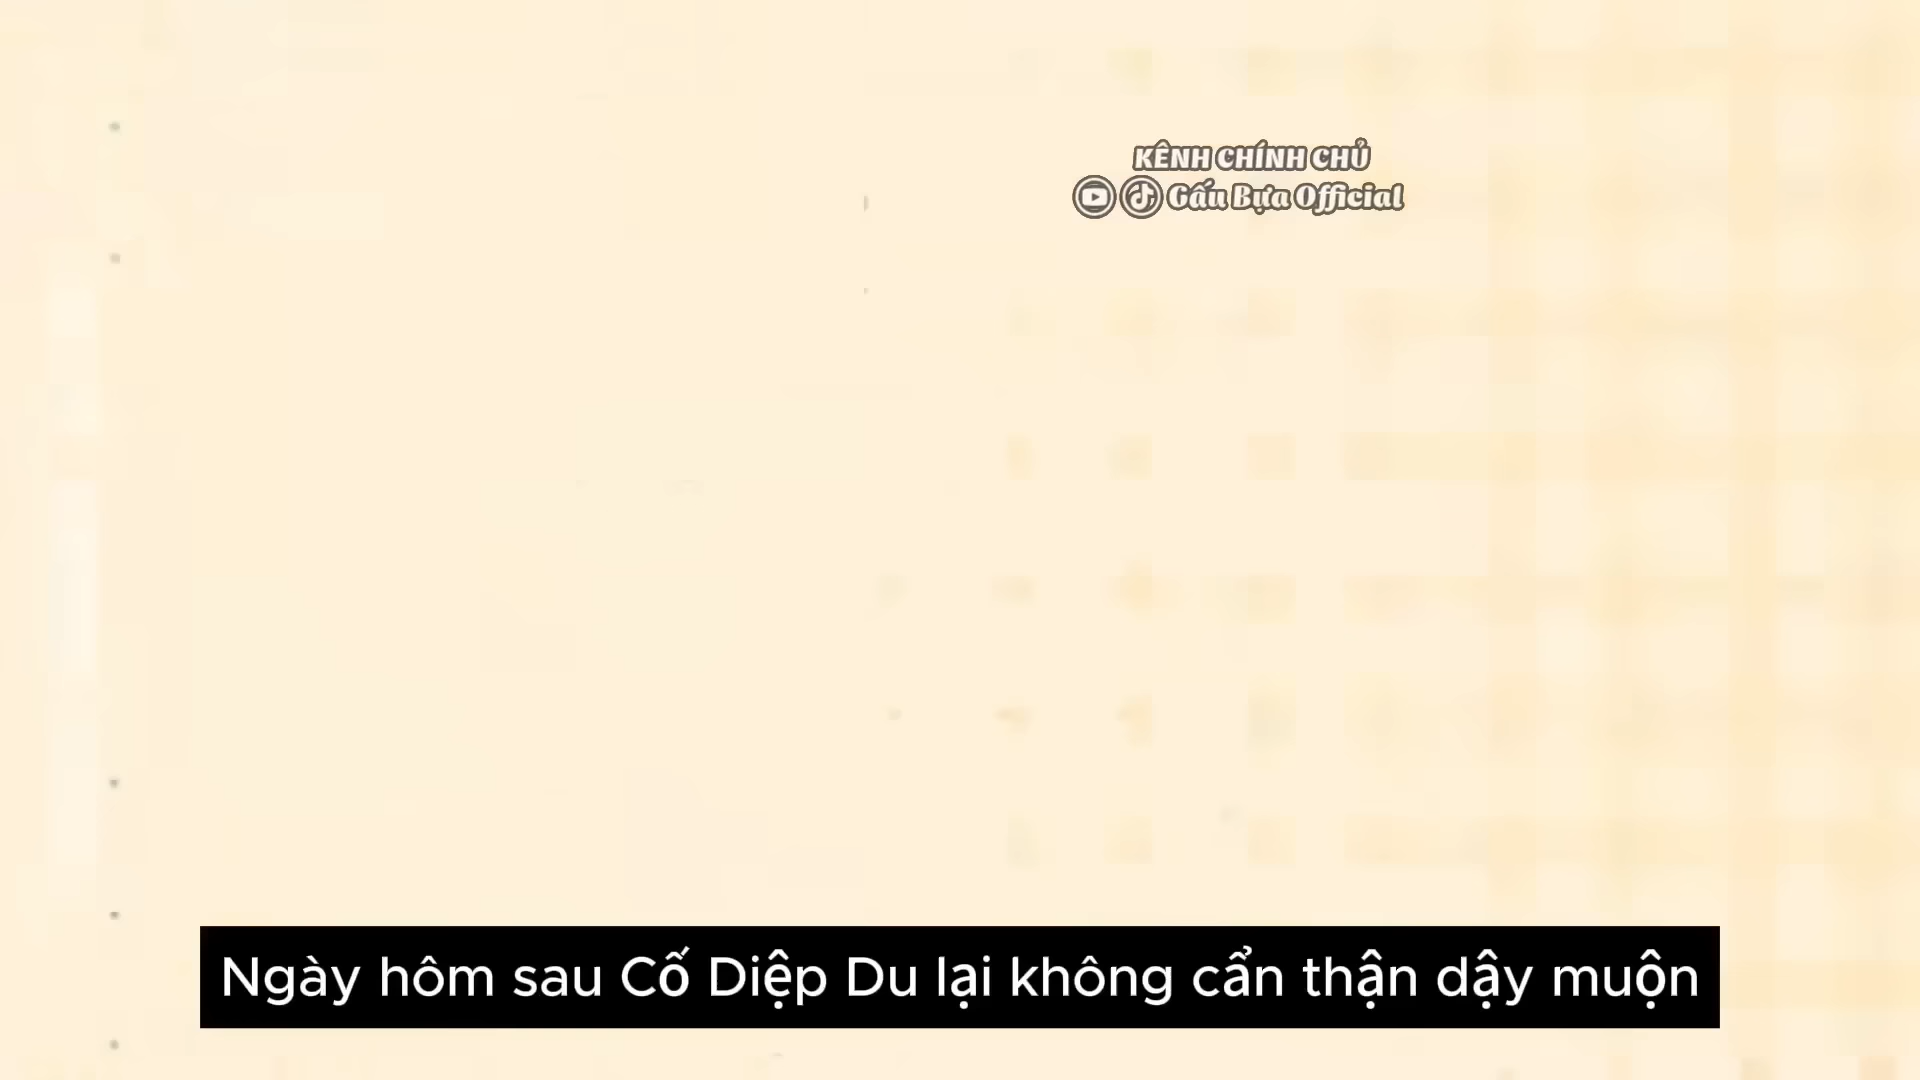 KÊNH CHÍNH CHỦ
Gấu Bựa Official
Ngày hôm sau Cố Diệp Du lại không cẩn thận dậy muộn